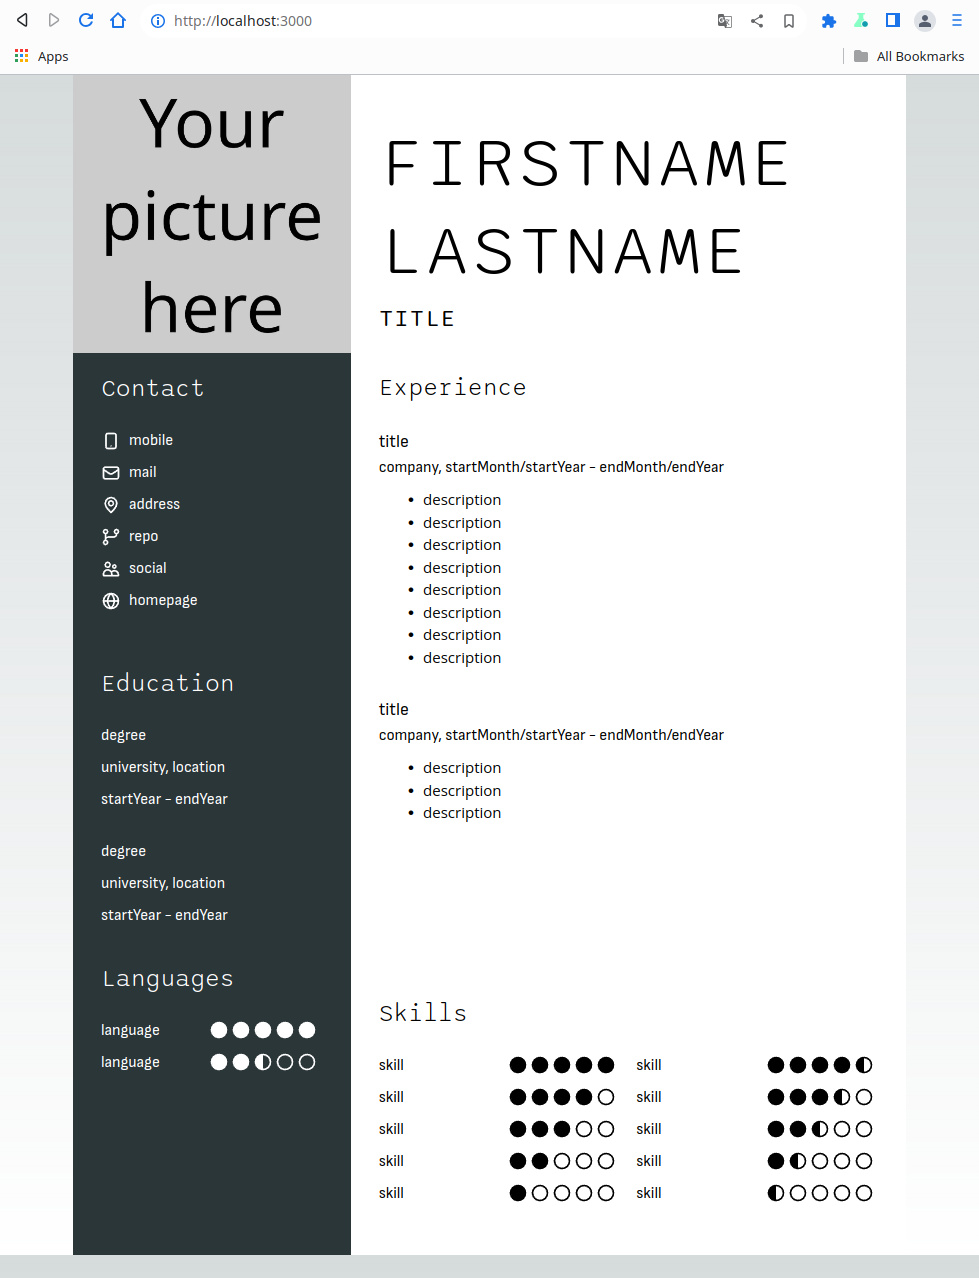 http://localhost:3000
Apps
All Bookmarks
Your
picture
here
Contact
mobile
mail
address
repo
social
homepage
Education
degree
university, location
startYear - endYear
degree
university, location
startYear - endYear
Languages
language
language
FIRSTNAME
LASTNAME
TITLE
Experience
title
company, startMonth/startYear - endMonth/endYear
• description
• description
• description
• description
• description
• description
• description
• description
title
company, startMonth/startYear - endMonth/endYear
• description
• description
• description
Skills
skill skill
skill skill
skill skill
skill skill
skill skill